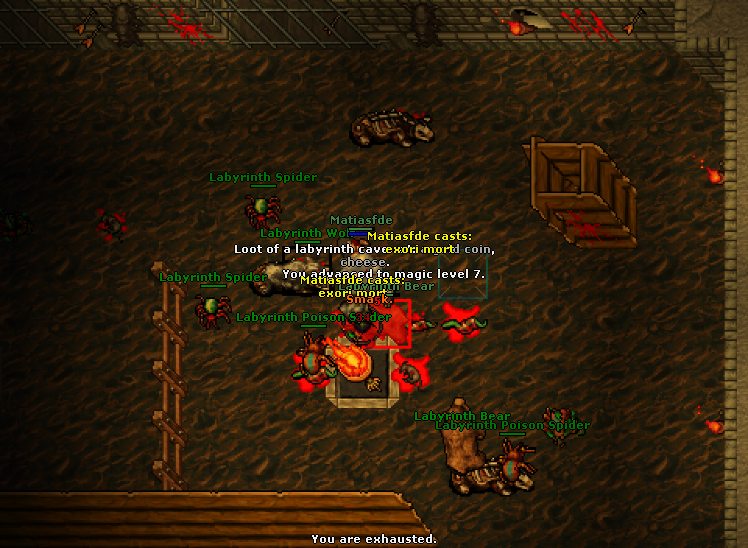 Labyrinth Spider
Matiasfde
Labyrinth
Matiasfde casts:
exori mort
Loot of a labyrinth cave coin,
cheese.
You advanced to magic level 7.
Labyrinth Spider
Matiasfde casts:
exori mort
Labyrinth Bear
Smask.
Labyrinth Poison Spider
Labyrinth Bear
Labyrinth Poison Spider
You are exhausted.